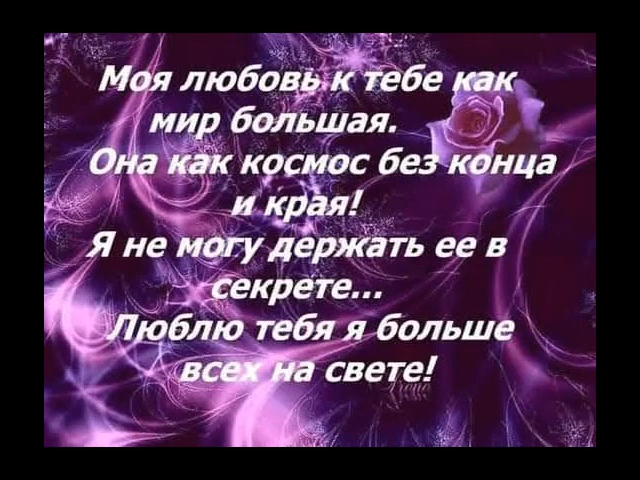 Моя любовь к тебе как
мир большая.
Она как космос без конца
и края!
Я не могу держать ее в
секрете...
Люблю тебя я больше
всех на свете!